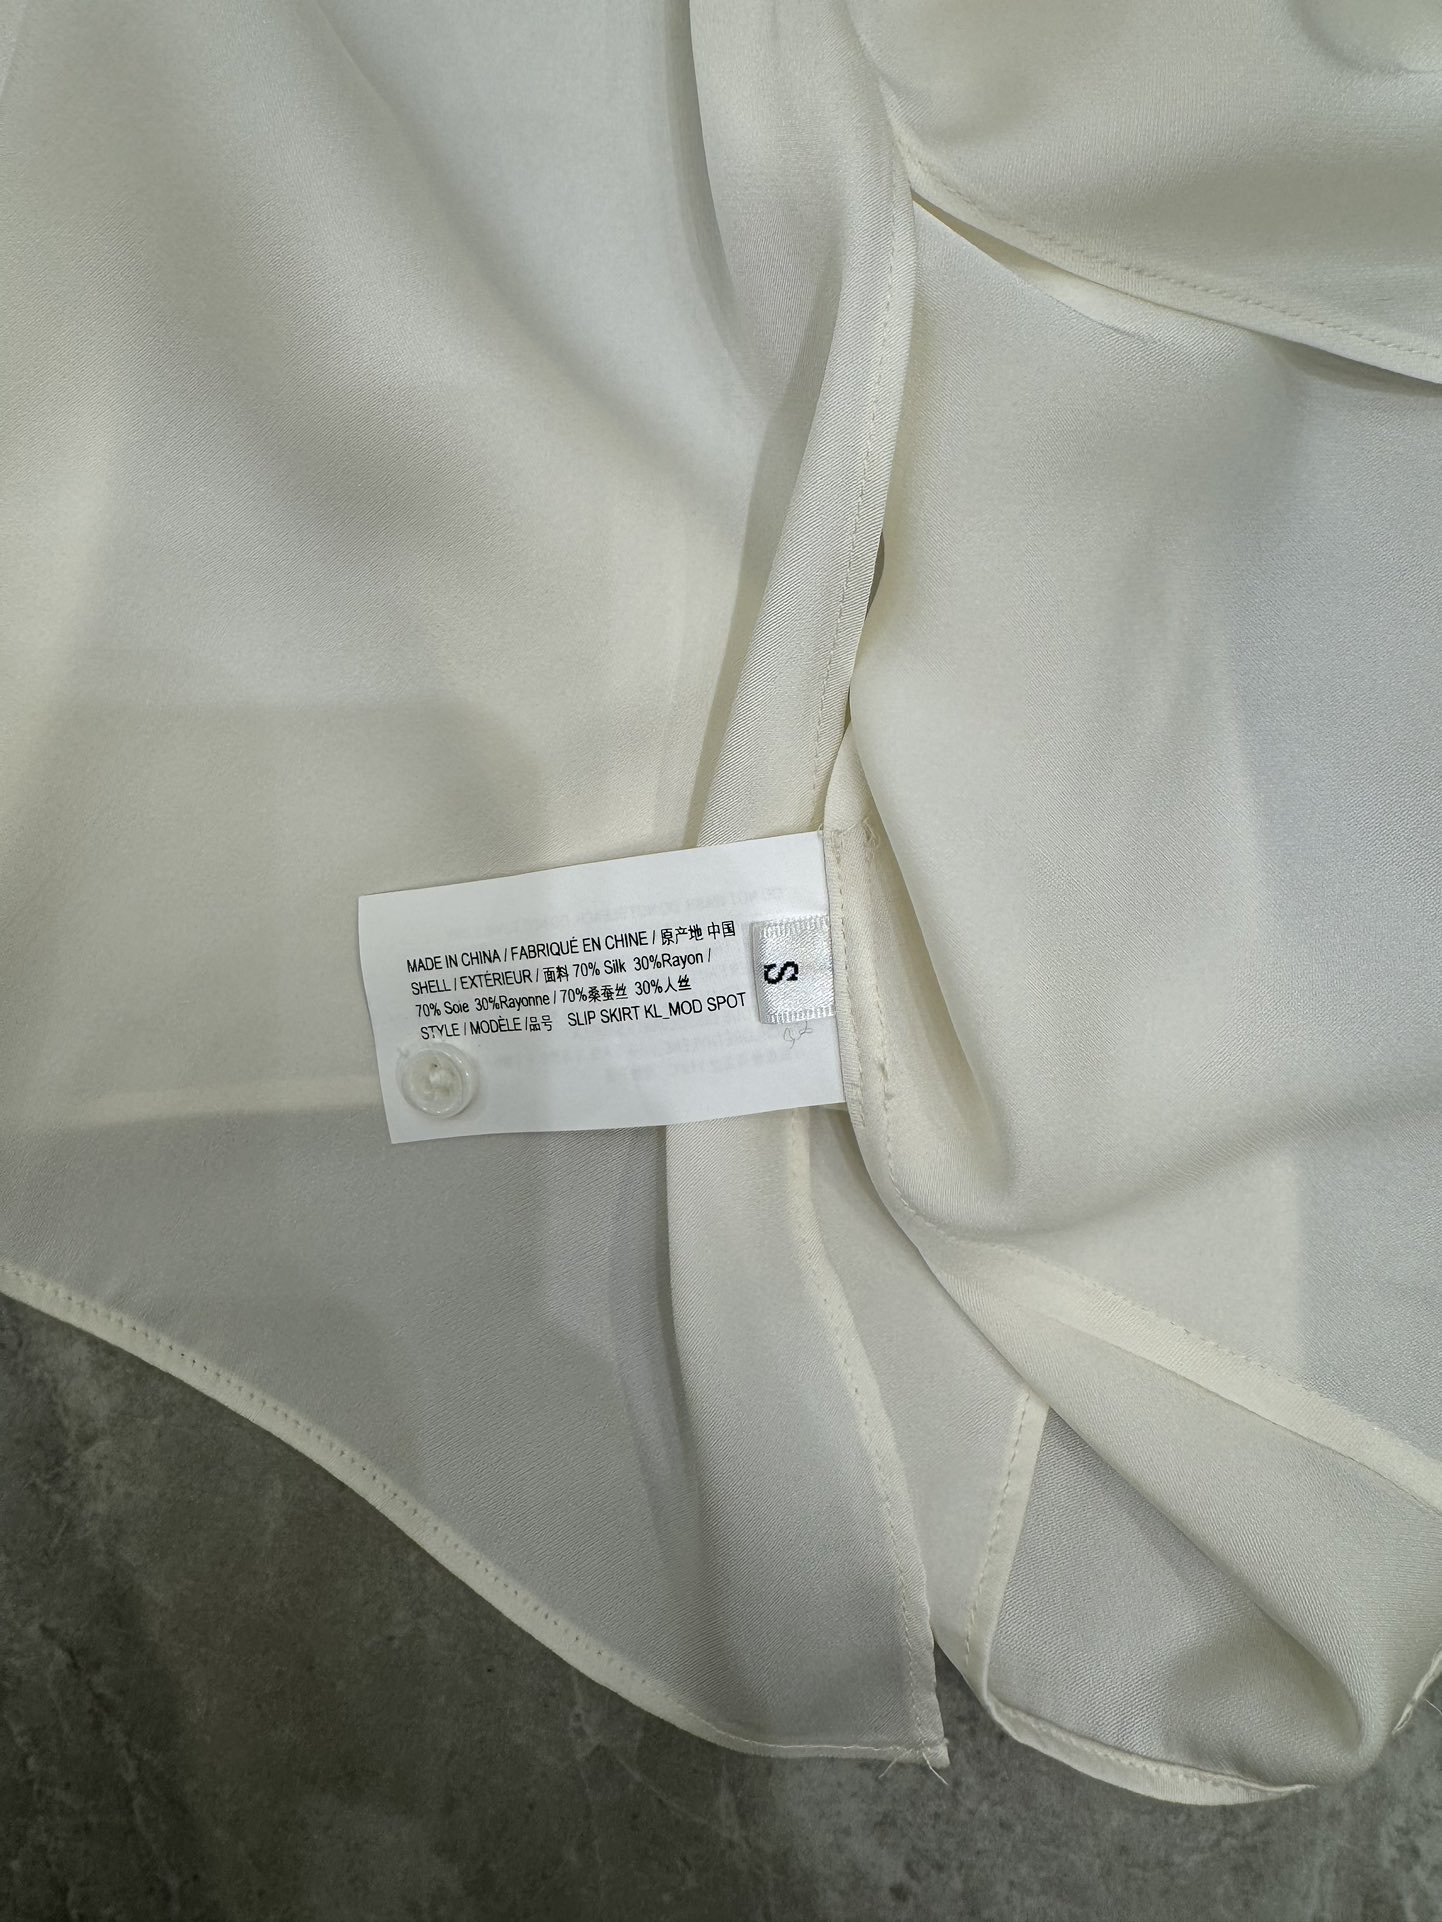 MADE IN CHINA / FABRIQUÉ EN CHINE / 原产地 中国
SHELL / EXTÉRIEUR / 面料 70% Silk 30%Rayon /
70% Soie 30%Rayonne / 70%桑蚕丝 30%人丝
STYLE / MODÈLE /品号 SLIP SKIRT KL_MOD SPOT
S